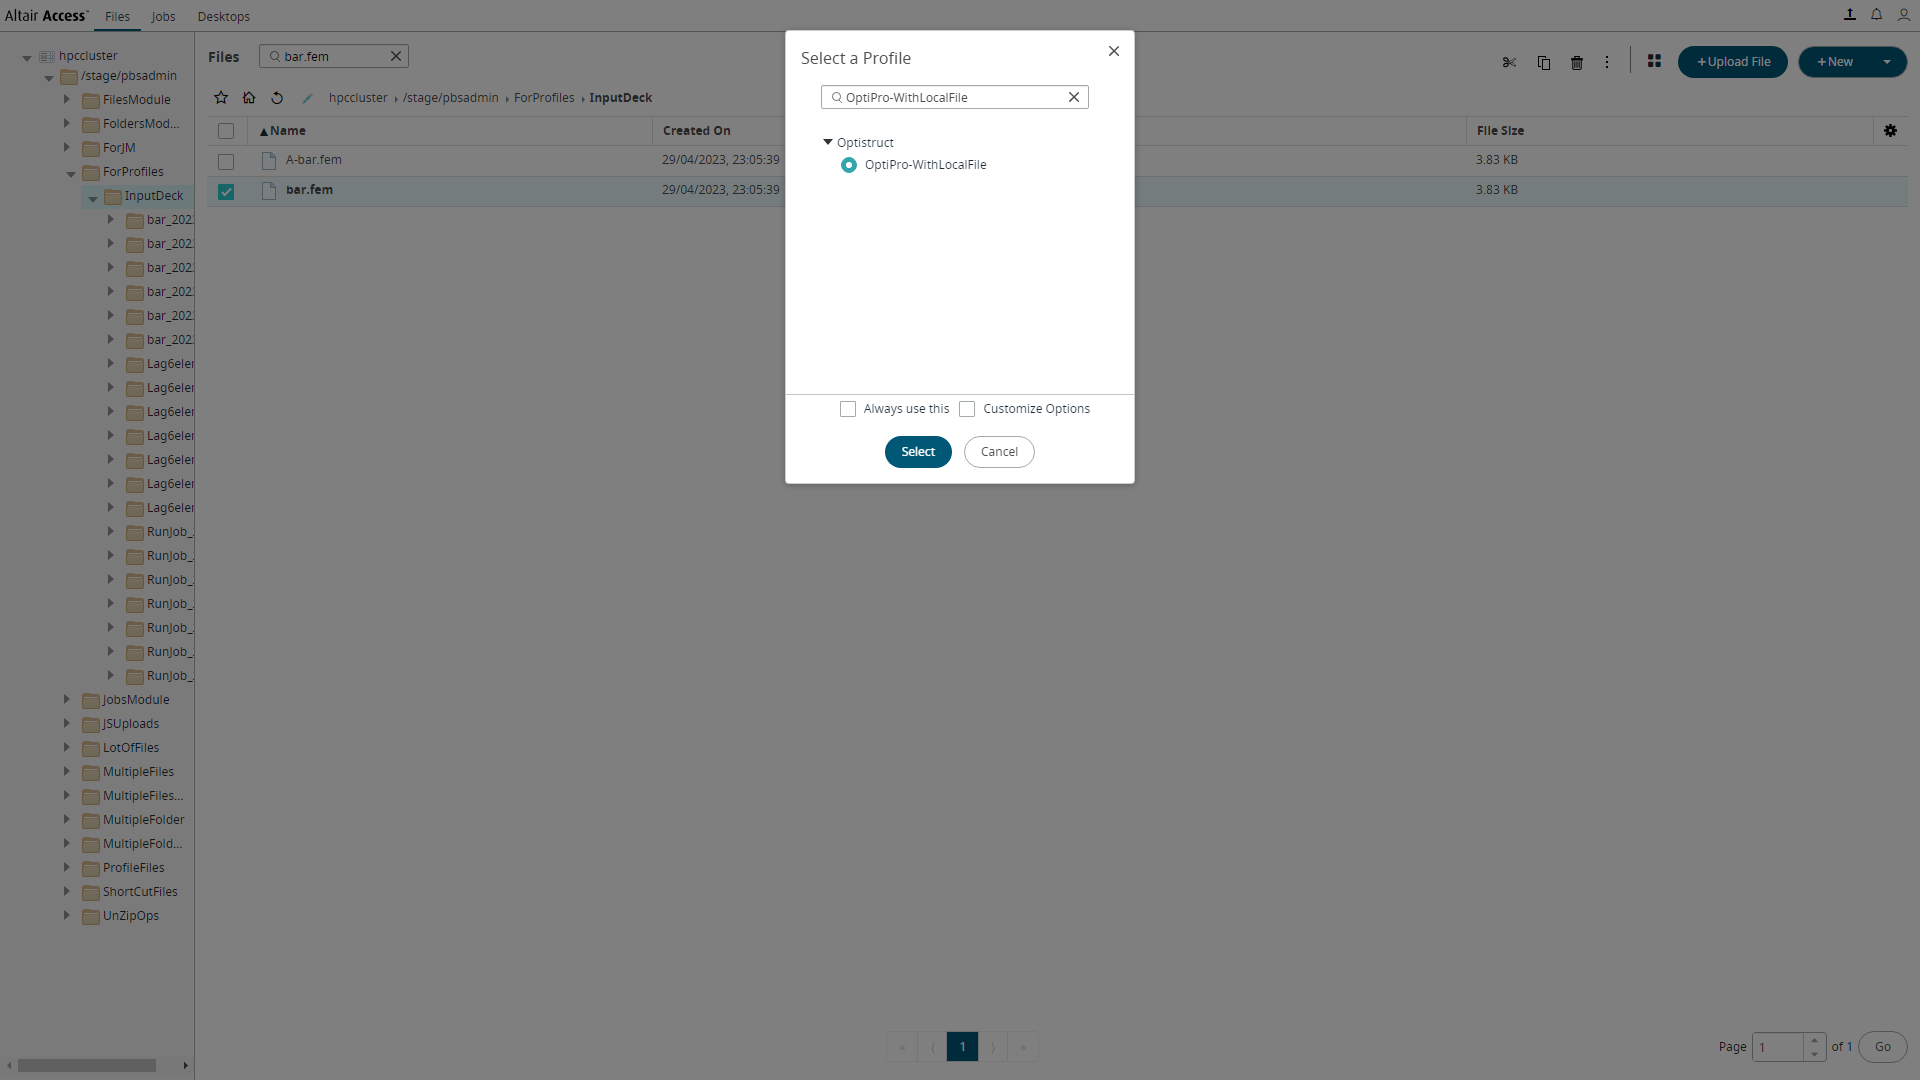 Altair Access™
Files
Jobs
Desktops
hpccluster
/stage/pbsadmin
FilesModule
FoldersMod...
ForJM
ForProfiles
InputDeck
bar_202
bar_202
bar_202
bar_202
bar_202
bar_202
Lag6eler
Lag6eler
Lag6eler
Lag6eler
Lag6eler
Lag6eler
Lag6eler
RunJob_
RunJob_
RunJob_
RunJob_
RunJob_
RunJob_
RunJob_
JobsModule
JSUploads
LotOfFiles
MultipleFiles
MultipleFiles...
MultipleFolder
MultipleFold...
ProfileFiles
ShortCutFiles
UnZipOps
Files
bar.fem
+Upload File
+New
hpccluster › /stage/pbsadmin › ForProfiles › InputDeck
▲Name
Created On
File Size
A-bar.fem
29/04/2023, 23:05:39
3.83 KB
bar.fem
29/04/2023, 23:05:39
3.83 KB
Select a Profile
OptiPro-WithLocalFile
Optistruct
OptiPro-WithLocalFile
Always use this
Customize Options
Select
Cancel
1
Page 1 of 1 Go